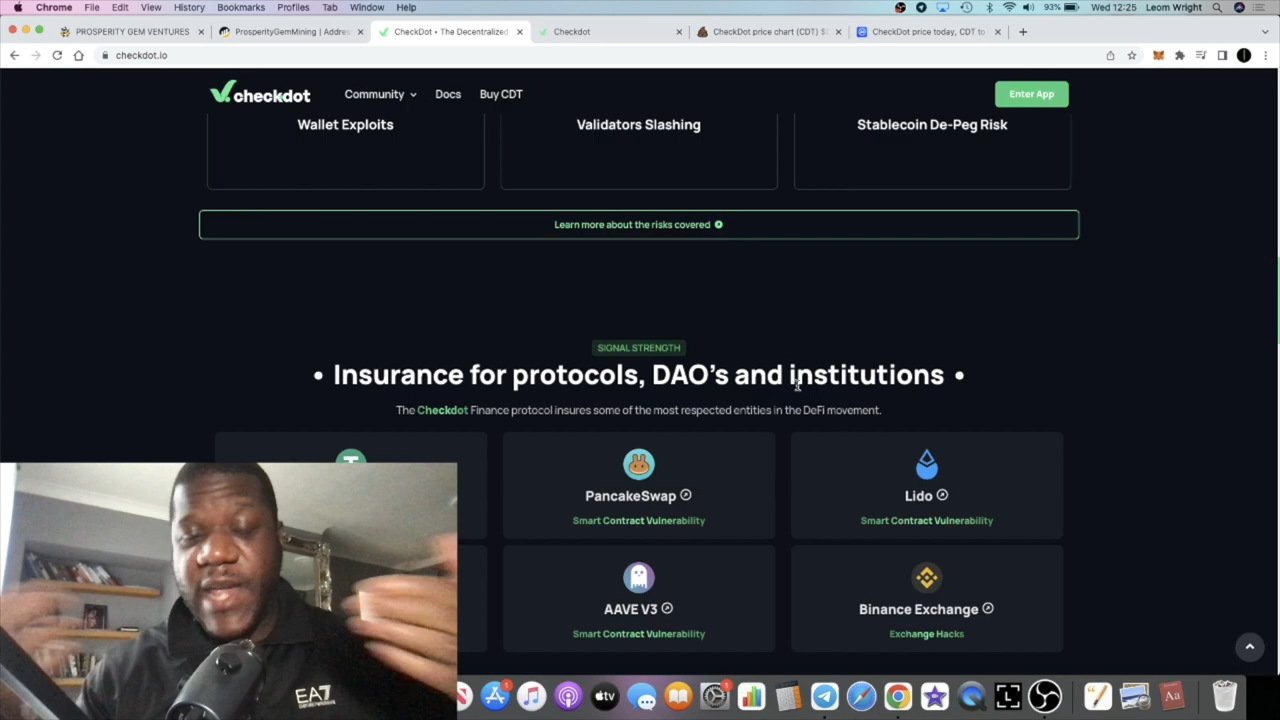 Chrome File Edit View History Bookmarks Profiles Tab Window Help 93% Wed 12:25 Leom Wright
PROSPERITY GEM VENTURES ProsperityGemMining | Addres CheckDot • The Decentralized Checkdot CheckDot price chart (CDT) $ CheckDot price today, CDT to
checkdot.io
checkdot Community Docs Buy CDT Enter App
Wallet Exploits Validators Slashing Stablecoin De-Peg Risk
Learn more about the risks covered
SIGNAL STRENGTH
• Insurance for protocols, DAO's and institutions •
The Checkdot Finance protocol insures some of the most respected entities in the DeFi movement.
PancakeSwap Lido
Smart Contract Vulnerability Smart Contract Vulnerability
AAVE V3 Binance Exchange
Smart Contract Vulnerability Exchange Hacks
EA7
tv
Aa